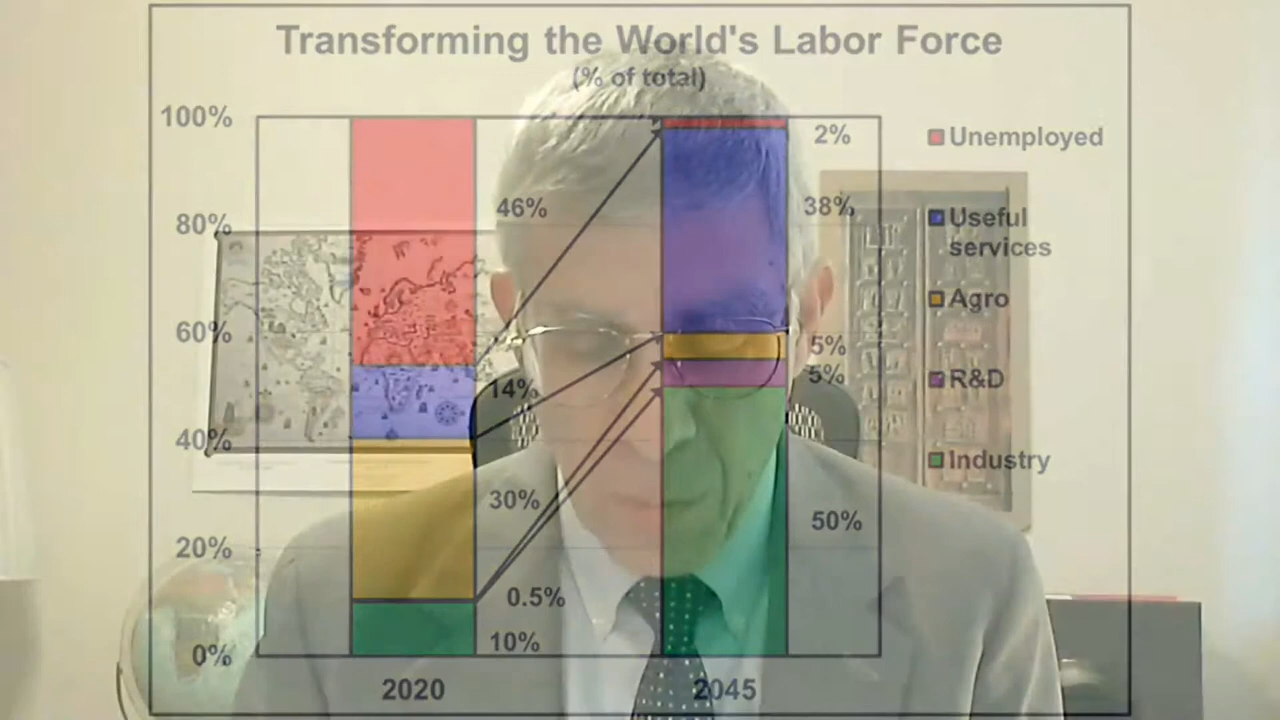 Transforming the World's Labor Force
(% of total)
100%
80%
60%
40%
20%
0%
46%
14%
30%
0.5%
10%
2%
38%
5%
5%
50%
Unemployed
Useful
services
Agro
R&D
Industry
2020
2045